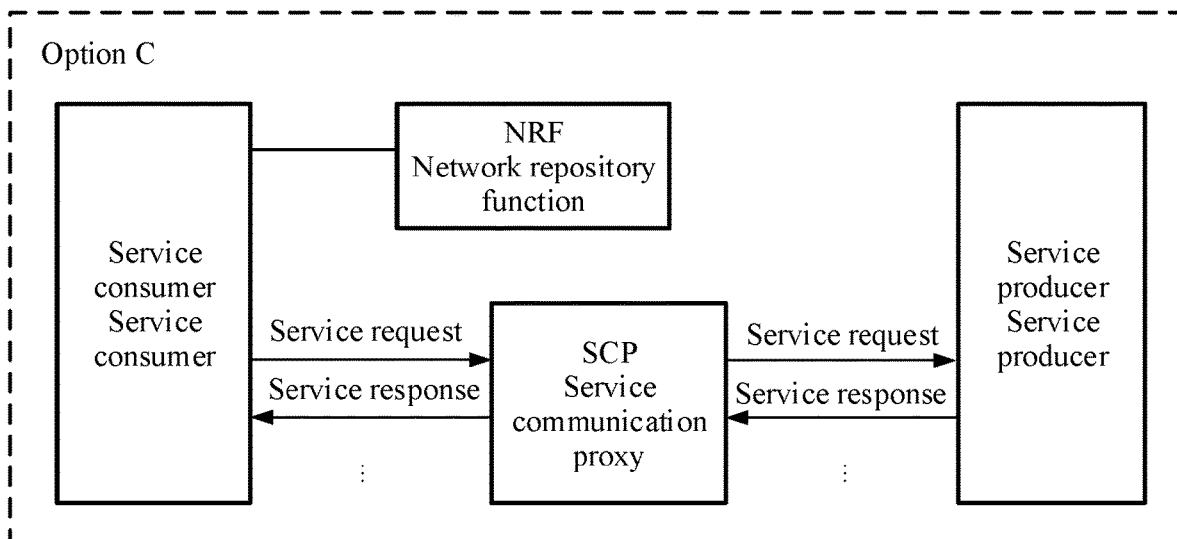 Option C
NRF
Network repository
function
Service
consumer
Service
consumer
Service
producer
Service
producer
Service request
Service response
⋮
SCP
Service
communication
proxy
Service request
Service response
⋮